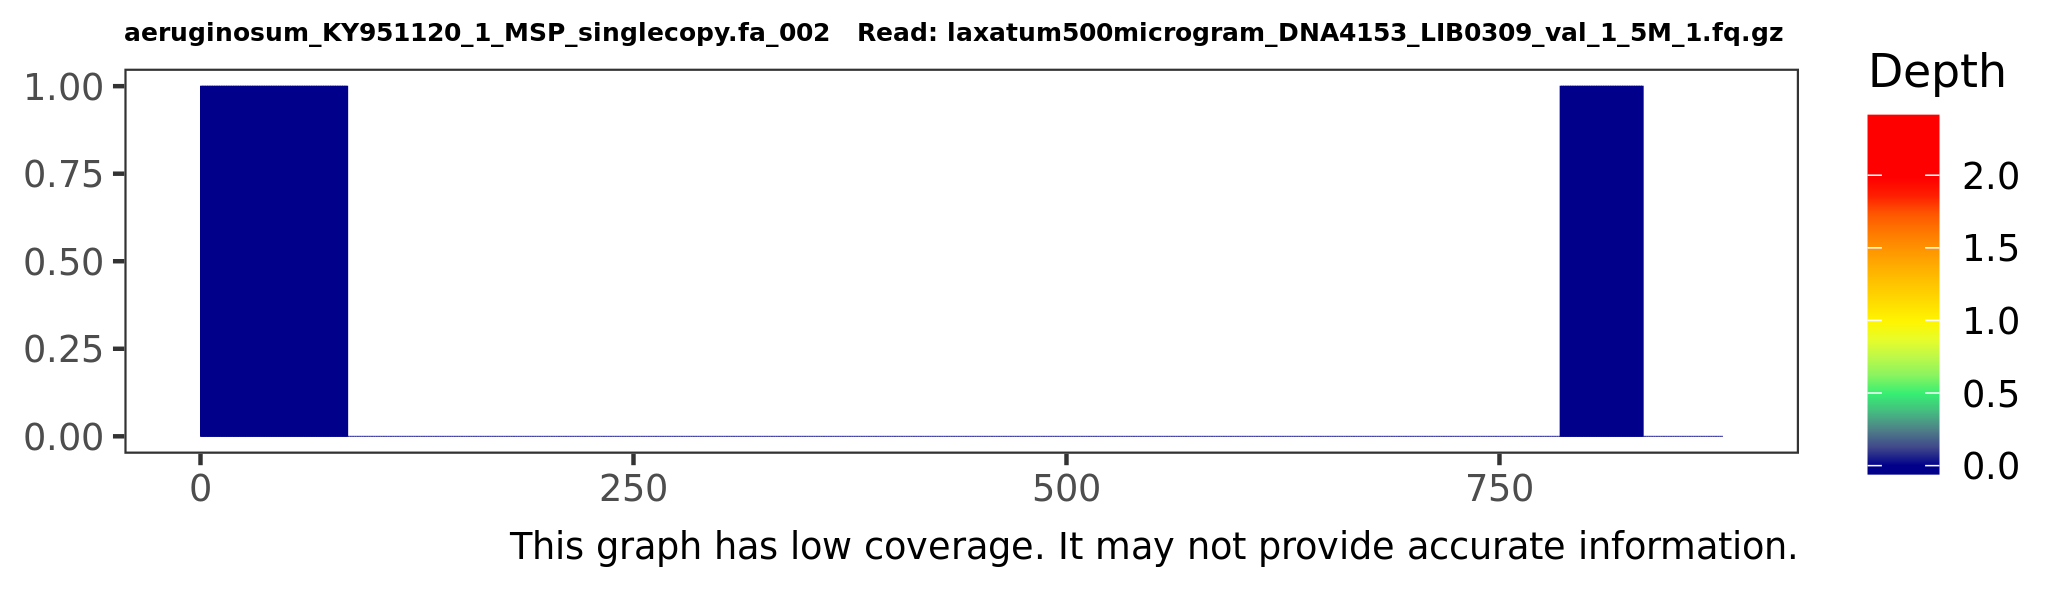 aeruginosum_KY951120_1_MSP_singlecopy.fa_002   Read: laxatum500microgram_DNA4153_LIB0309_val_1_5M_1.fq.gz
Depth
1.00
0.75
0.50
0.25
0.00
2.0
1.5
1.0
0.5
0.0
0 250 500 750
This graph has low coverage. It may not provide accurate information.